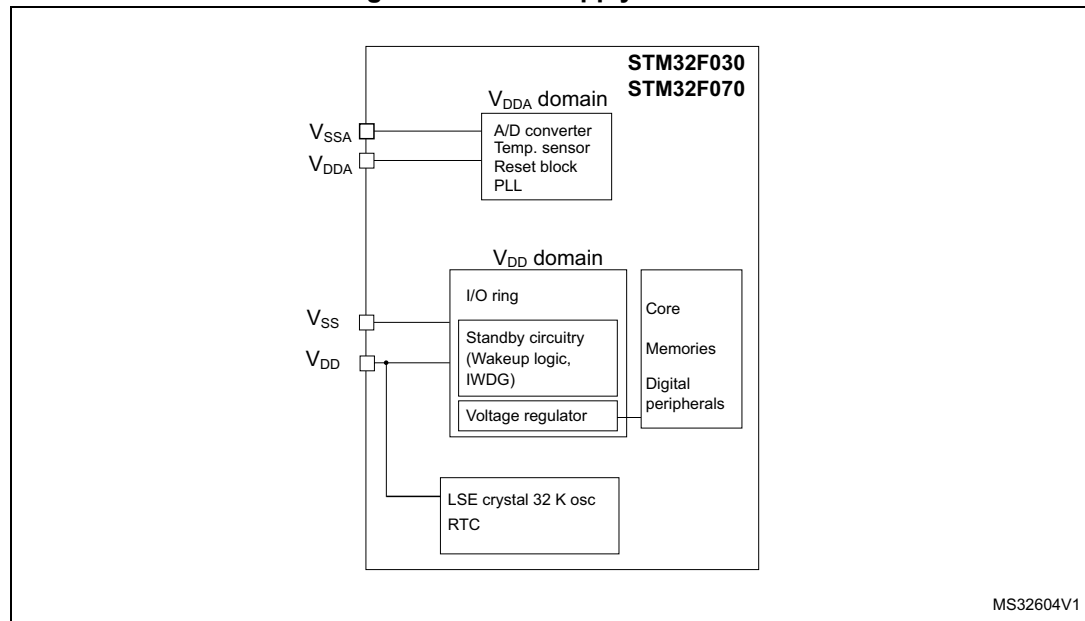 STM32F030
STM32F070
VDDA domain
VSSA
VDDA
A/D converter
Temp. sensor
Reset block
PLL
VDD domain
VSS
VDD
I/O ring
Standby circuitry
(Wakeup logic,
IWDG)
Voltage regulator
Core
Memories
Digital
peripherals
LSE crystal 32 K osc
RTC
MS32604V1